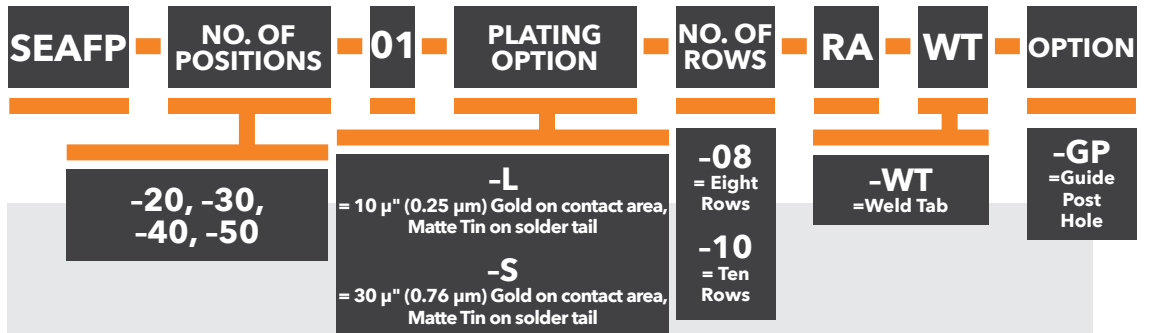 SEAFP
NO. OF
POSITIONS
01
PLATING
OPTION
NO. OF
ROWS
RA
WT
OPTION
–20, –30,
–40, –50
–L
= 10 µ" (0.25 µm) Gold on contact area,
Matte Tin on solder tail
–S
= 30 µ" (0.76 µm) Gold on contact area,
Matte Tin on solder tail
–08
= Eight
Rows
–10
= Ten
Rows
–WT
=Weld Tab
–GP
=Guide
Post
Hole